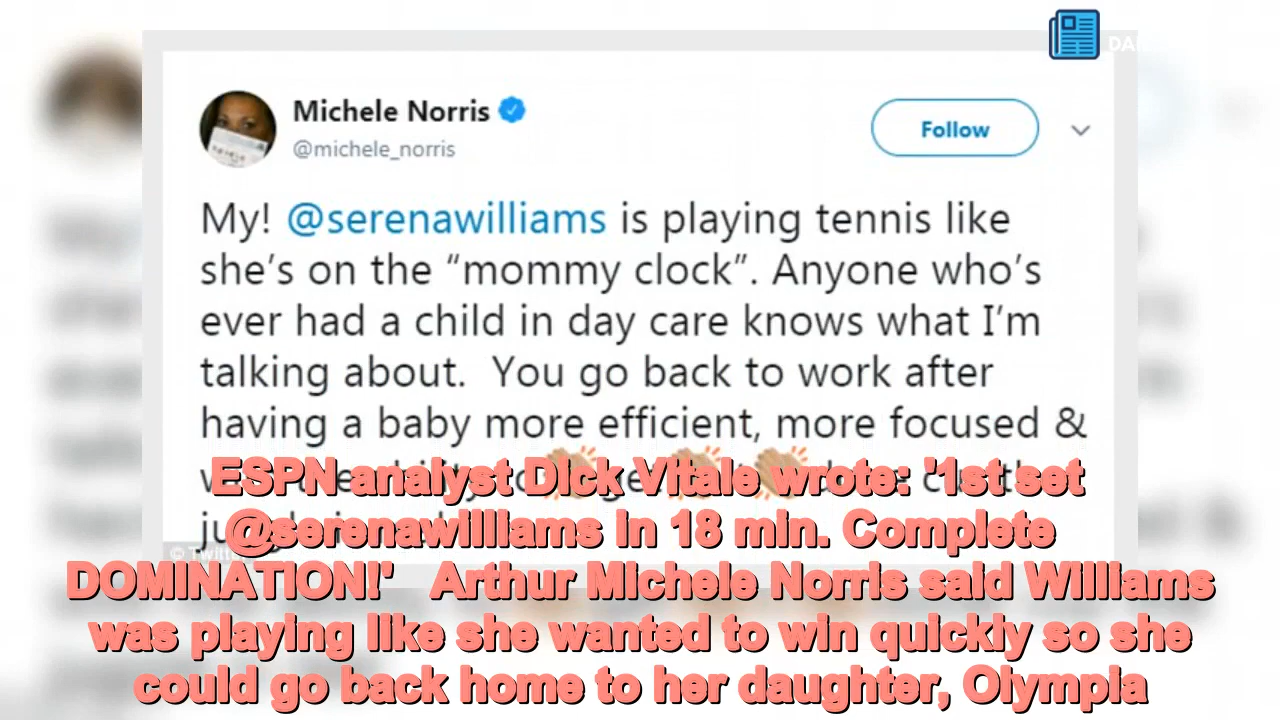 DAI
Michele Norris
@michele_norris
Follow
My! @serenawilliams is playing tennis like
she's on the “mommy clock”. Anyone who's
ever had a child in day care knows what I'm
talking about. You go back to work after
having a baby more efficient, more focused &
ESPN analyst Dick Vitale wrote: '1st set
@serenawilliams in 18 min. Complete
© Twitt
DOMINATION!' Arthur Michele Norris said Williams
was playing like she wanted to win quickly so she
could go back home to her daughter, Olympia